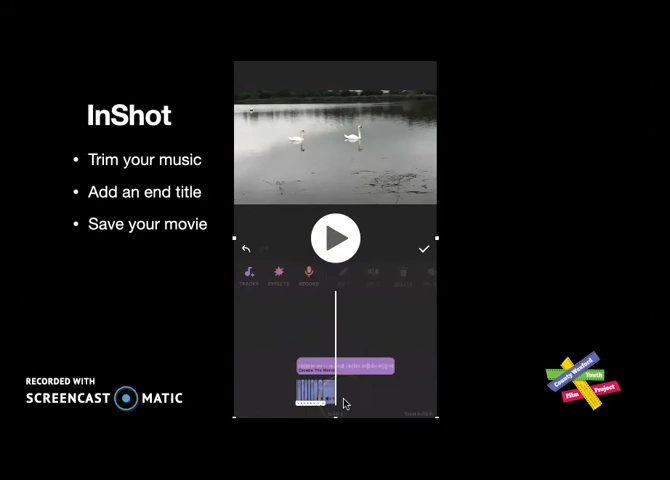 InShot
• Trim your music
• Add an end title
• Save your movie
TRACKS EFFECTS RECORD
RECORDED WITH
SCREENCAST MATIC
County Wexford
Youth
Film Project